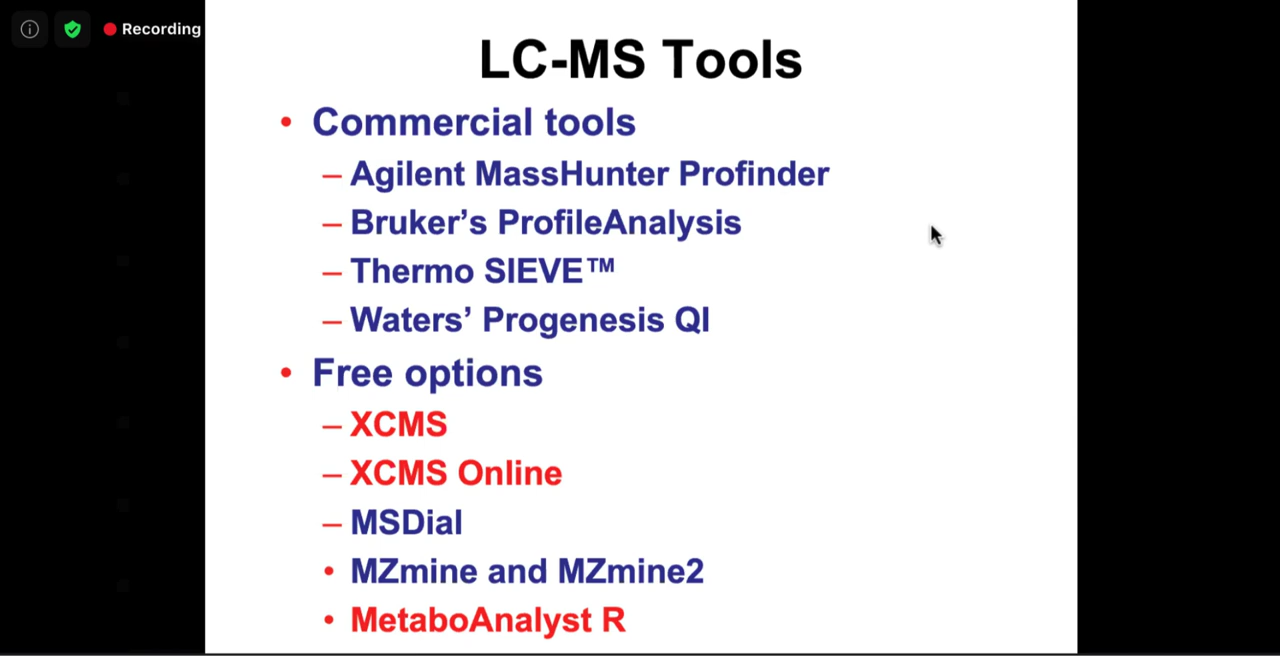 Recording
LC-MS Tools
• Commercial tools
– Agilent MassHunter Profinder
– Bruker’s ProfileAnalysis
– Thermo SIEVE™
– Waters’ Progenesis QI
• Free options
– XCMS
– XCMS Online
– MSDial
• MZmine and MZmine2
• MetaboAnalyst R